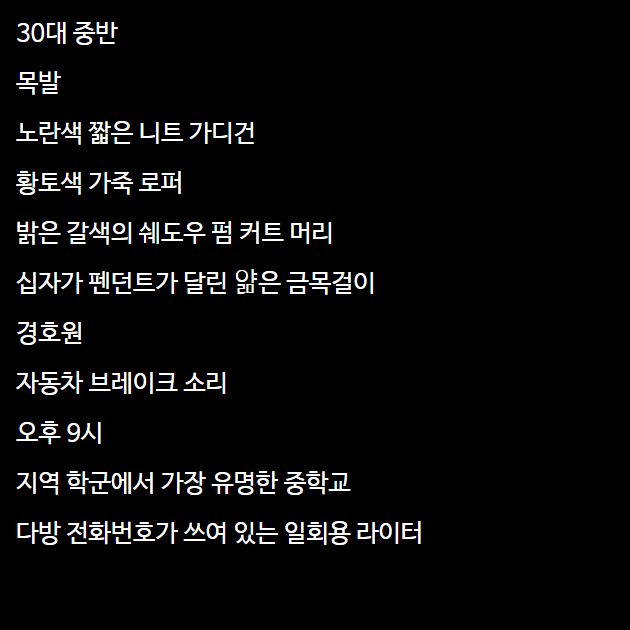 30대 중반
목발
노란색 짧은 니트 가디건
황토색 가죽 로퍼
밝은 갈색의 쉐도우 펌 커트 머리
십자가 펜던트가 달린 얇은 금목걸이
경호원
자동차 브레이크 소리
오후 9시
지역 학군에서 가장 유명한 중학교
다방 전화번호가 쓰여 있는 일회용 라이터